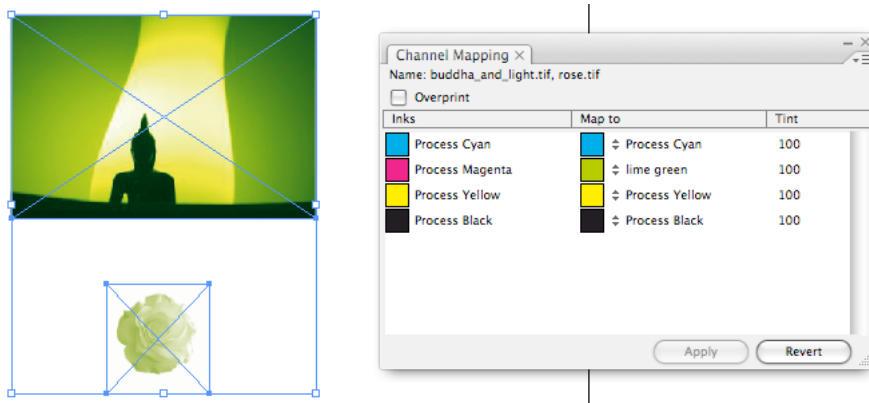 Channel Mapping ×
Name: buddha_and_light.tif, rose.tif
Overprint
Inks Map to Tint
Process Cyan Process Cyan 100
Process Magenta lime green 100
Process Yellow Process Yellow 100
Process Black Process Black 100
Apply Revert